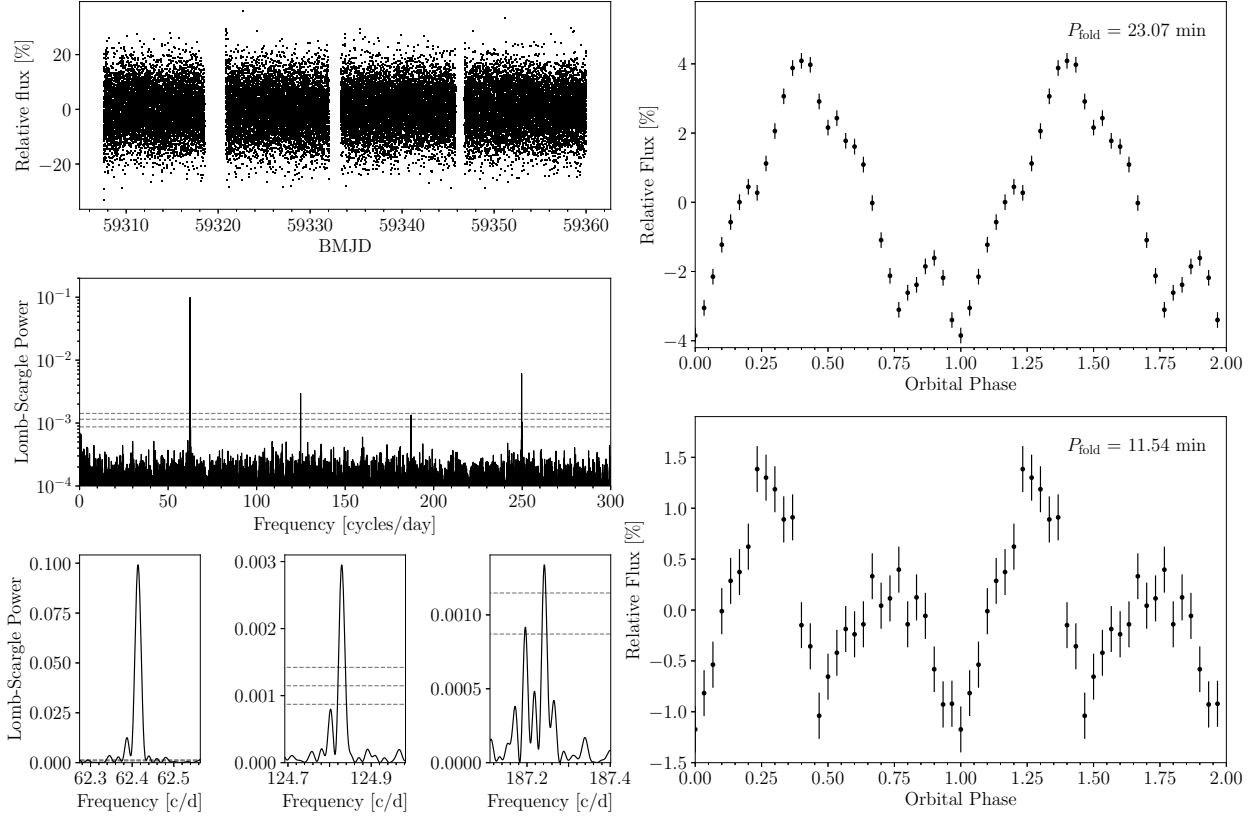 Relative flux [%]
20
0
−20
59310 59320 59330 59340 59350 59360
BMJD
Lomb-Scargle Power
10⁻¹
10⁻²
10⁻³
10⁻⁴
0 50 100 150 200 250 300
Frequency [cycles/day]
Lomb-Scargle Power
0.100
0.075
0.050
0.025
0.000
62.3 62.4 62.5
Frequency [c/d]
0.003
0.002
0.001
0.000
124.7 124.9
Frequency [c/d]
0.0010
0.0005
0.0000
187.2 187.4
Frequency [c/d]
P_fold = 23.07 min
Relative Flux [%]
4
2
0
−2
−4
0.00 0.25 0.50 0.75 1.00 1.25 1.50 1.75 2.00
Orbital Phase
P_fold = 11.54 min
Relative Flux [%]
1.5
1.0
0.5
0.0
−0.5
−1.0
−1.5
0.00 0.25 0.50 0.75 1.00 1.25 1.50 1.75 2.00
Orbital Phase